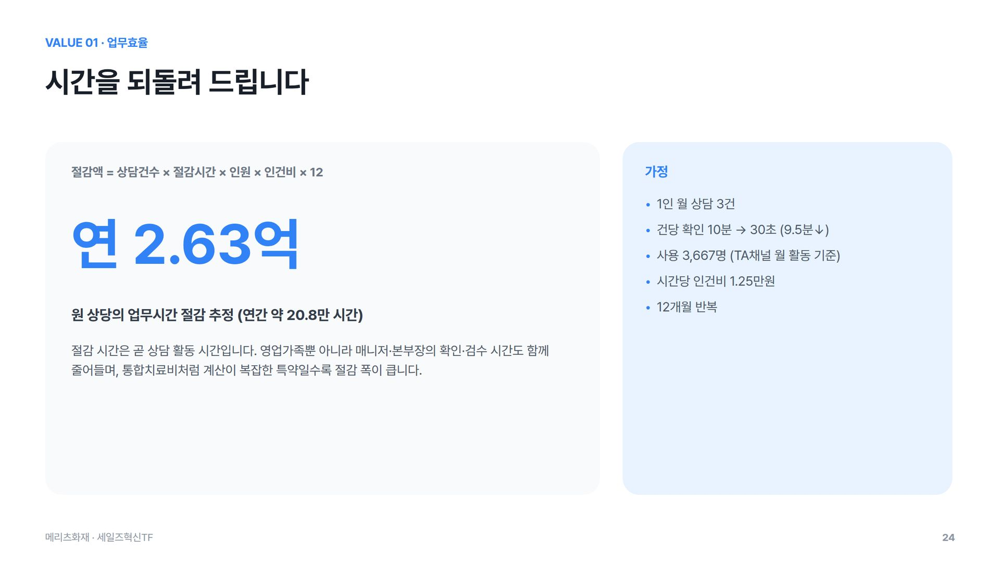 VALUE 01 · 업무효율
시간을 되돌려 드립니다
절감액 = 상담건수 × 절감시간 × 인원 × 인건비 × 12
연 2.63억
원 상당의 업무시간 절감 추정 (연간 약 20.8만 시간)
절감 시간은 곧 상담 활동 시간입니다. 영업가족뿐 아니라 매니저·본부장의 확인·검수 시간도 함께
줄어들며, 통합치료비처럼 계산이 복잡한 특약일수록 절감 폭이 큽니다.
가정
• 1인 월 상담 3건
• 건당 확인 10분 → 30초 (9.5분↓)
• 사용 3,667명 (TA채널 월 활동 기준)
• 시간당 인건비 1.25만원
• 12개월 반복
메리츠화재 · 세일즈혁신TF
24